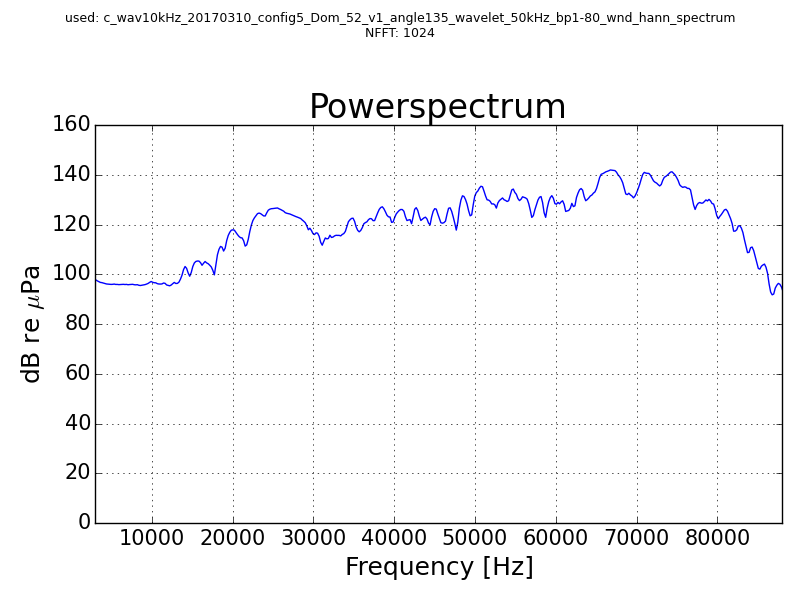 used: c_wav10kHz_20170310_config5_Dom_52_v1_angle135_wavelet_50kHz_bp1-80_wnd_hann_spectrum
NFFT: 1024
Powerspectrum
160
140
120
100
80
60
40
20
0
dB re μPa
10000 20000 30000 40000 50000 60000 70000 80000
Frequency [Hz]